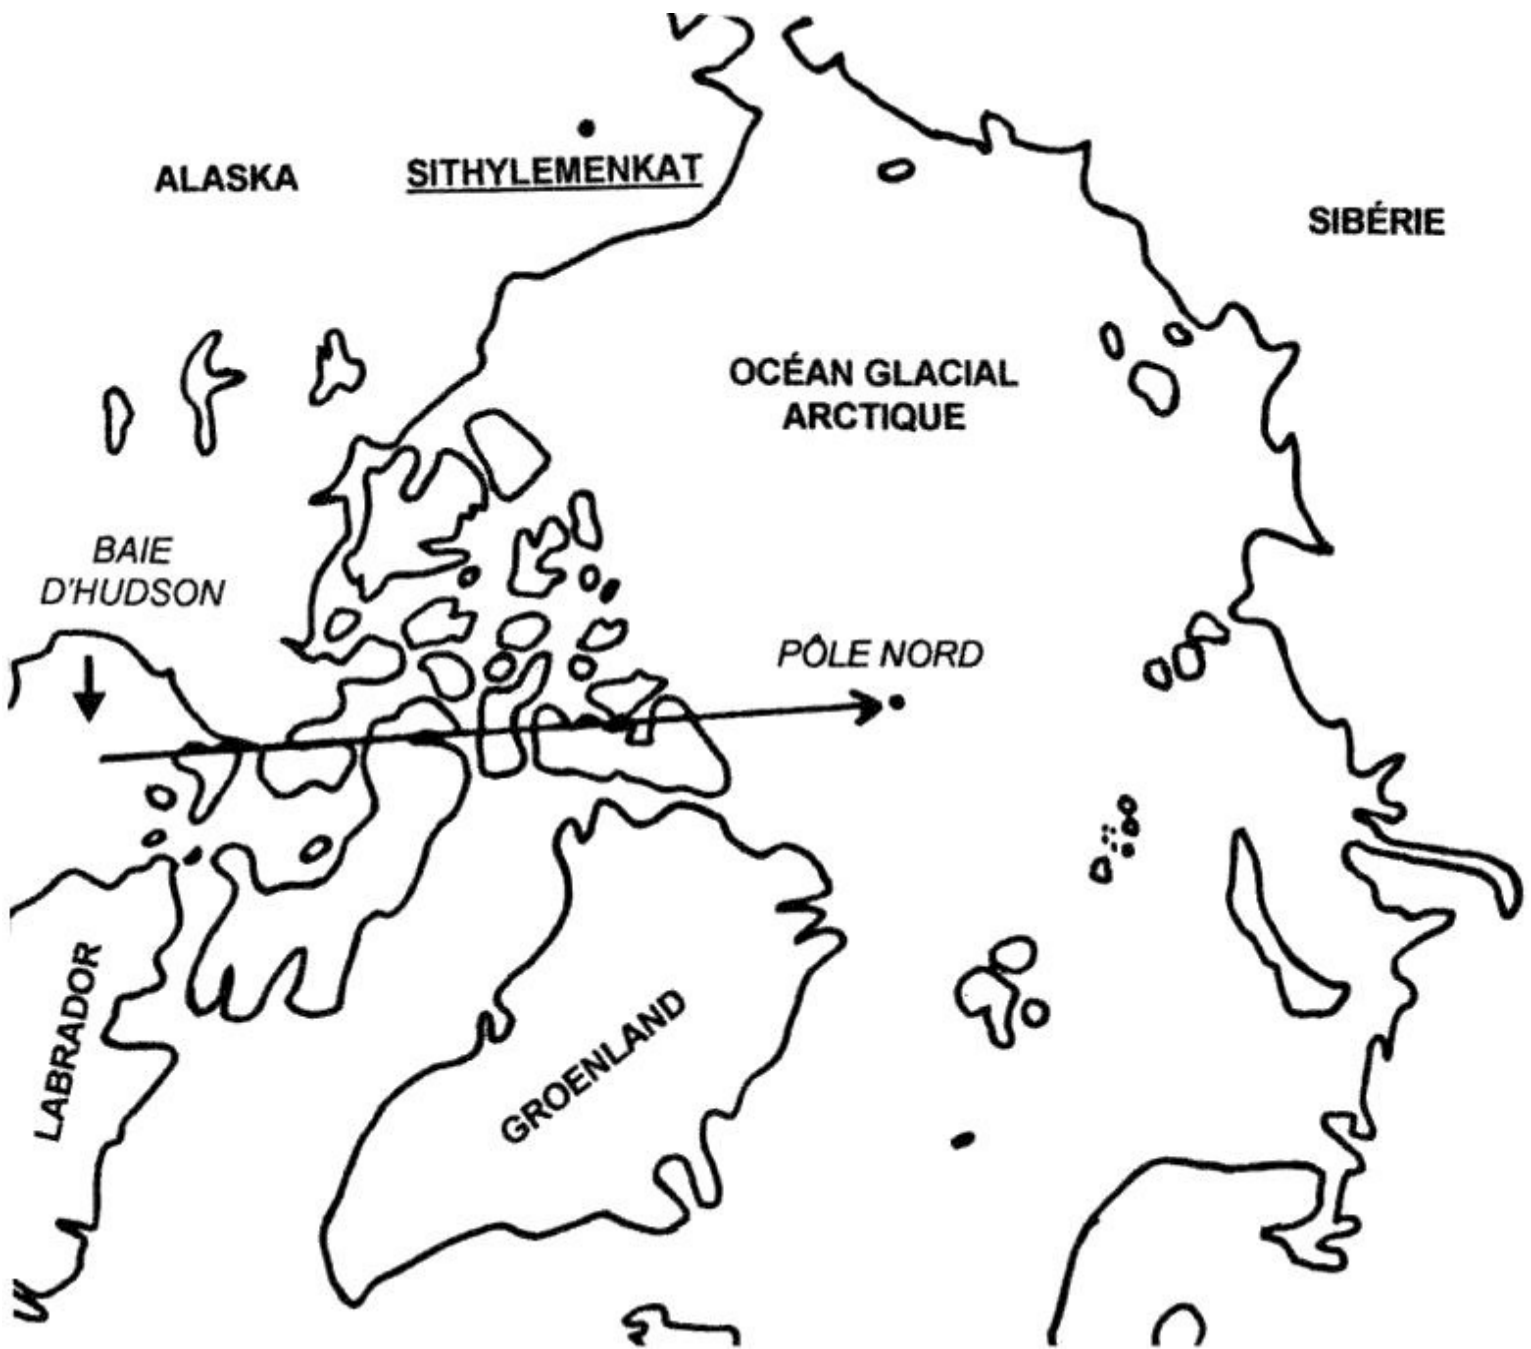 ALASKA
SITHYLEMENKAT
SIBÉRIE
OCÉAN GLACIAL
ARCTIQUE
BAIE
D'HUDSON
PÔLE NORD
LABRADOR
GROENLAND